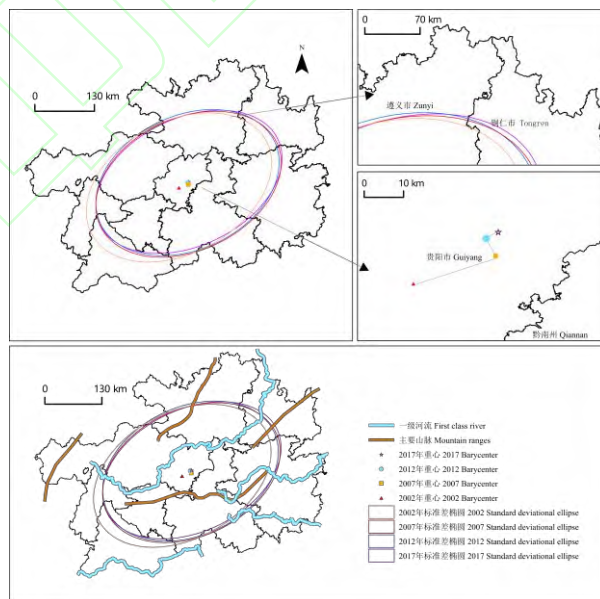 N
0 130 km
0 70 km
遵义市 Zunyi
铜仁市 Tongren
0 10 km
贵阳市 Guiyang
黔南州 Qiannan
0 130 km
一级河流 First class river
主要山脉 Mountain ranges
2017年重心 2017 Barycenter
2012年重心 2012 Barycenter
2007年重心 2007 Barycenter
2002年重心 2002 Barycenter
2002年标准差椭圆 2002 Standard deviational ellipse
2007年标准差椭圆 2007 Standard deviational ellipse
2012年标准差椭圆 2012 Standard deviational ellipse
2017年标准差椭圆 2017 Standard deviational ellipse